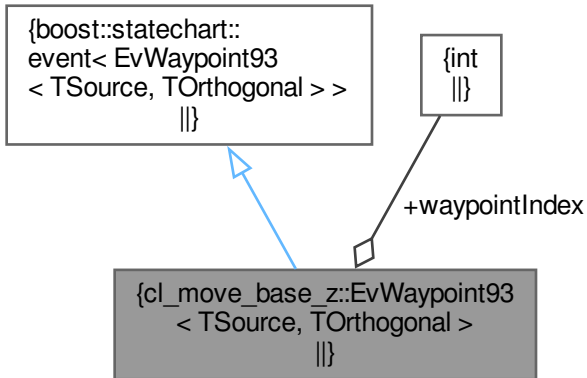 {boost::statechart::
event< EvWaypoint93
< TSource, TOrthogonal > >
||}
{int
||}
+waypointIndex
{cl_move_base_z::EvWaypoint93
< TSource, TOrthogonal >
||}